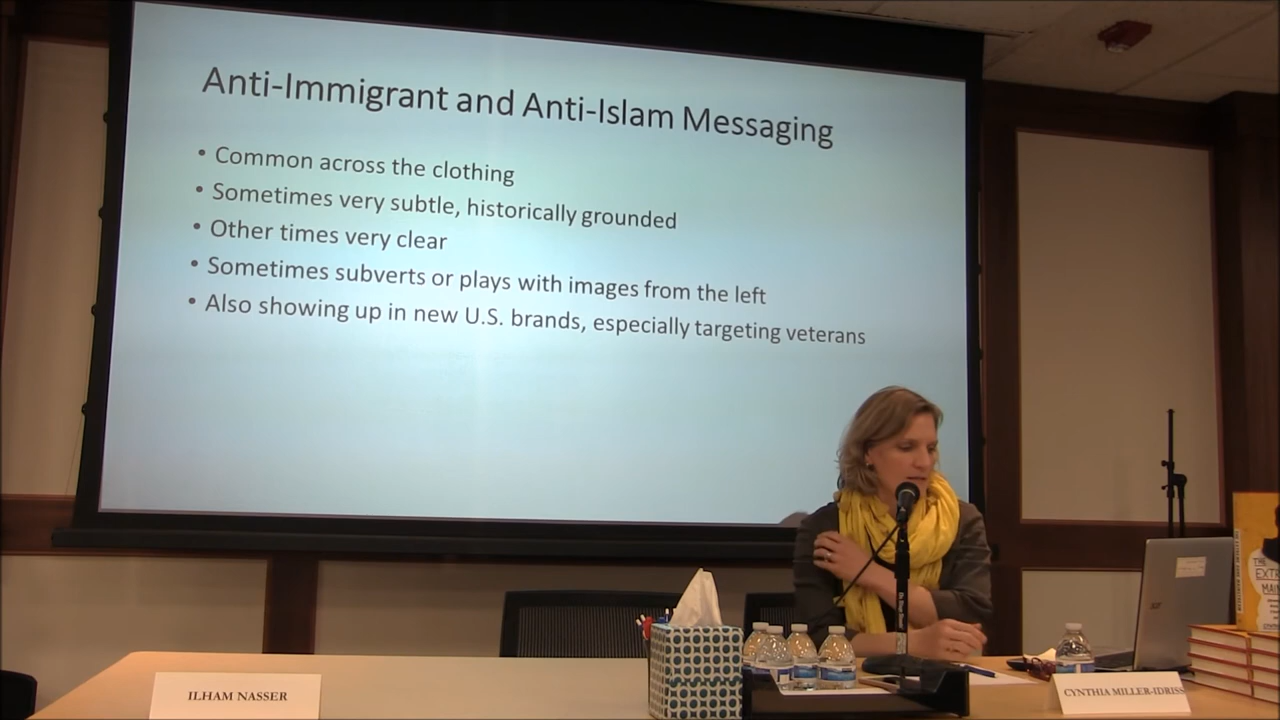 Anti-Immigrant and Anti-Islam Messaging
• Common across the clothing
• Sometimes very subtle, historically grounded
• Other times very clear
• Sometimes subverts or plays with images from the left
• Also showing up in new U.S. brands, especially targeting veterans
ILHAM NASSER
CYNTHIA MILLER-IDRISS
THE
EXTR